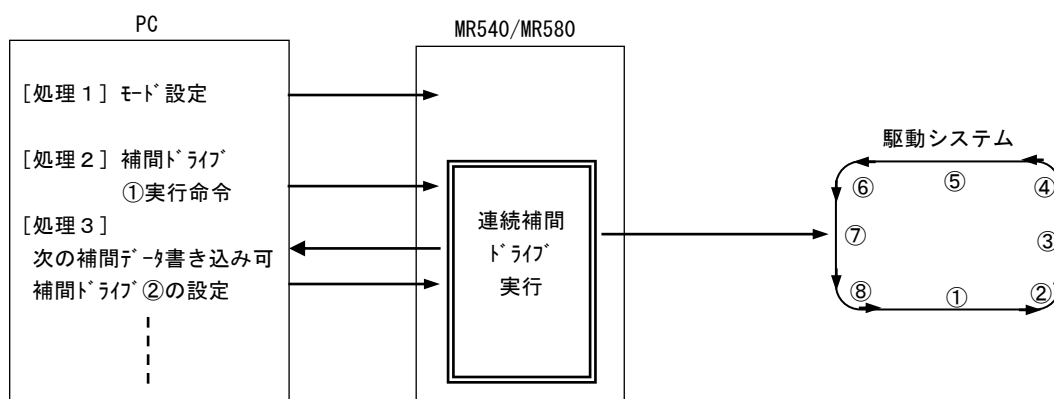 PC
MR540/MR580
[処理1] ﾓｰﾄﾞ設定
[処理2] 補間ﾄﾞﾗｲﾌﾞ
①実行命令
[処理3]
次の補間ﾃﾞｰﾀ書き込み可
補間ﾄﾞﾗｲﾌﾞ②の設定
連続補間
ﾄﾞﾗｲﾌﾞ
実行
駆動システム
⑥
⑤
④
⑦
③
⑧
①
②